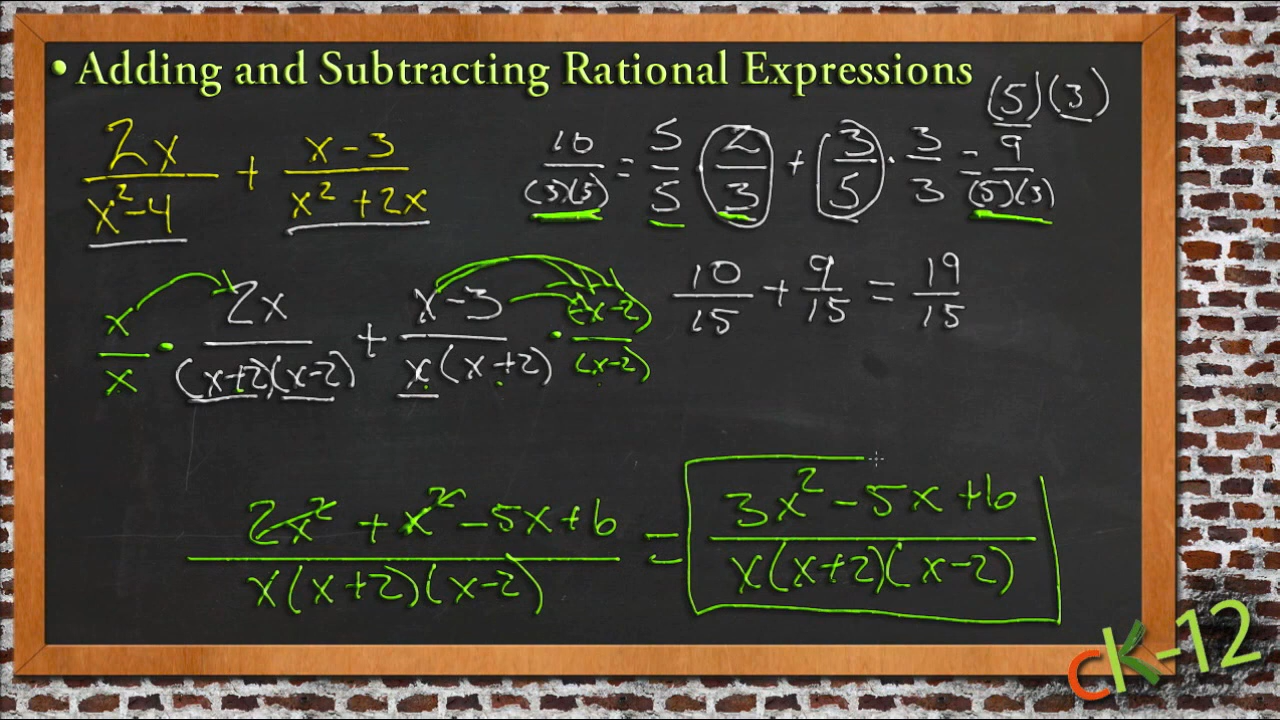 • Adding and Subtracting Rational Expressions
(5)(3)
2x/(x²-4) + (x-3)/(x²+2x)
10/(5)(3) = 5/5 · 2/3 + 3/5 · 3/3 = 9/(5)(3)
10/15 + 9/15 = 19/15
x/x · 2x/(x+2)(x-2) + (x-3)/x(x+2) · (x-2)/(x-2)
(2x² + x² - 5x + 6)/x(x+2)(x-2) = (3x² - 5x + 6)/x(x+2)(x-2)
CK-12